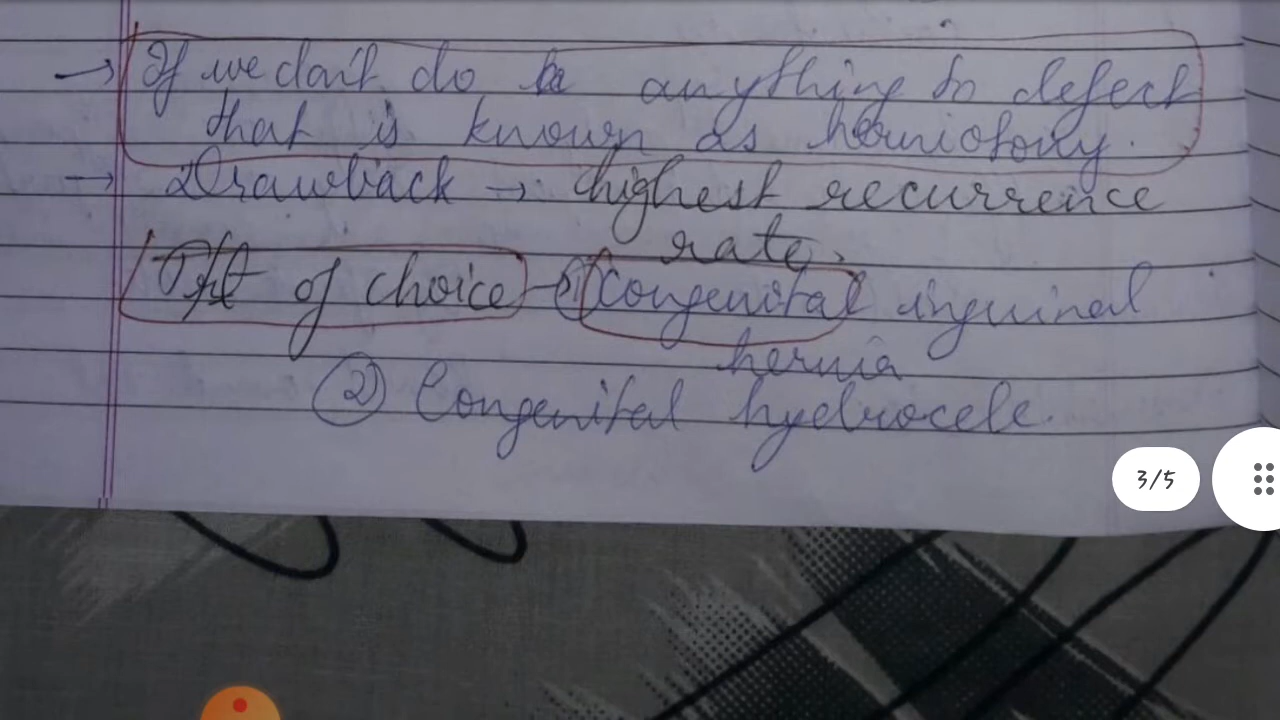 → If we don't do anything to defect
that is known as herniotomy.
→ Drawback → highest recurrence
rate.
of choice → ① Congenital inguinal
hernia
② Congenital hydrocele.
3/5